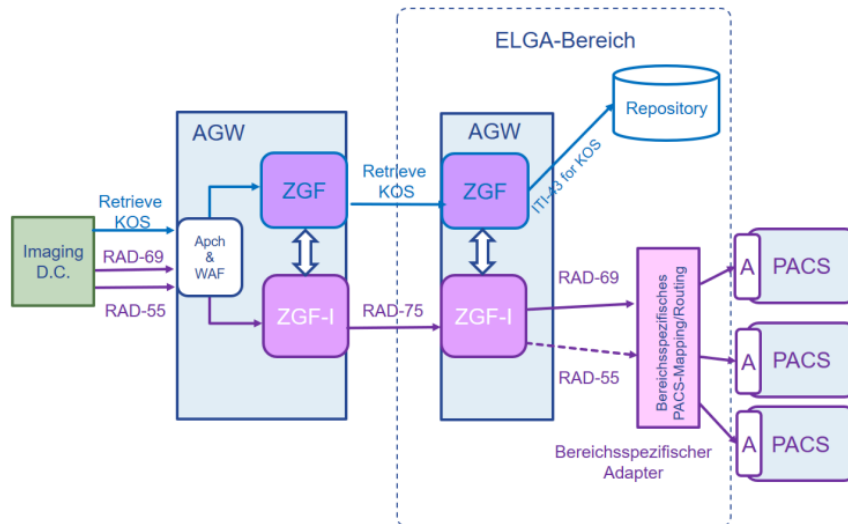 ELGA-Bereich
Repository
AGW
AGW
ZGF
Retrieve
KOS
ZGF
ITI-43 for KOS
Retrieve
KOS
Imaging
D.C.
RAD-69
RAD-55
Apch
&
WAF
ZGF-I
RAD-75
ZGF-I
RAD-69
RAD-55
Bereichsspezifisches
PACS-Mapping/Routing
Bereichsspezifischer
Adapter
A
PACS
A
PACS
A
PACS